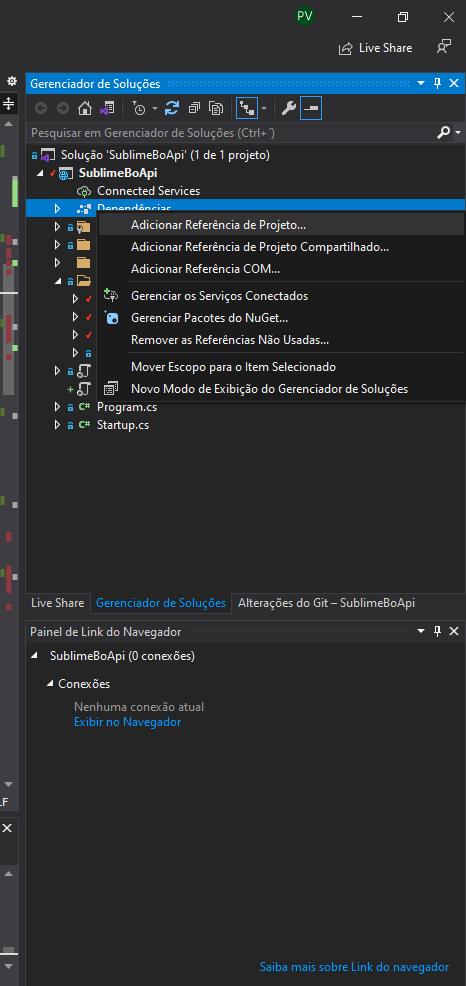 PV
Live Share
Gerenciador de Soluções
Pesquisar em Gerenciador de Soluções (Ctrl+´)
Solução 'SublimeBoApi' (1 de 1 projeto)
SublimeBoApi
Connected Services
Dependências
Adicionar Referência de Projeto...
Adicionar Referência de Projeto Compartilhado...
Adicionar Referência COM...
Gerenciar os Serviços Conectados
Gerenciar Pacotes do NuGet...
Remover as Referências Não Usadas...
Mover Escopo para o Item Selecionado
Novo Modo de Exibição do Gerenciador de Soluções
C# Program.cs
C# Startup.cs
Live Share Gerenciador de Soluções Alterações do Git – SublimeBoApi
Painel de Link do Navegador
SublimeBoApi (0 conexões)
Conexões
Nenhuma conexão atual
Exibir no Navegador
LF
Saiba mais sobre Link do navegador